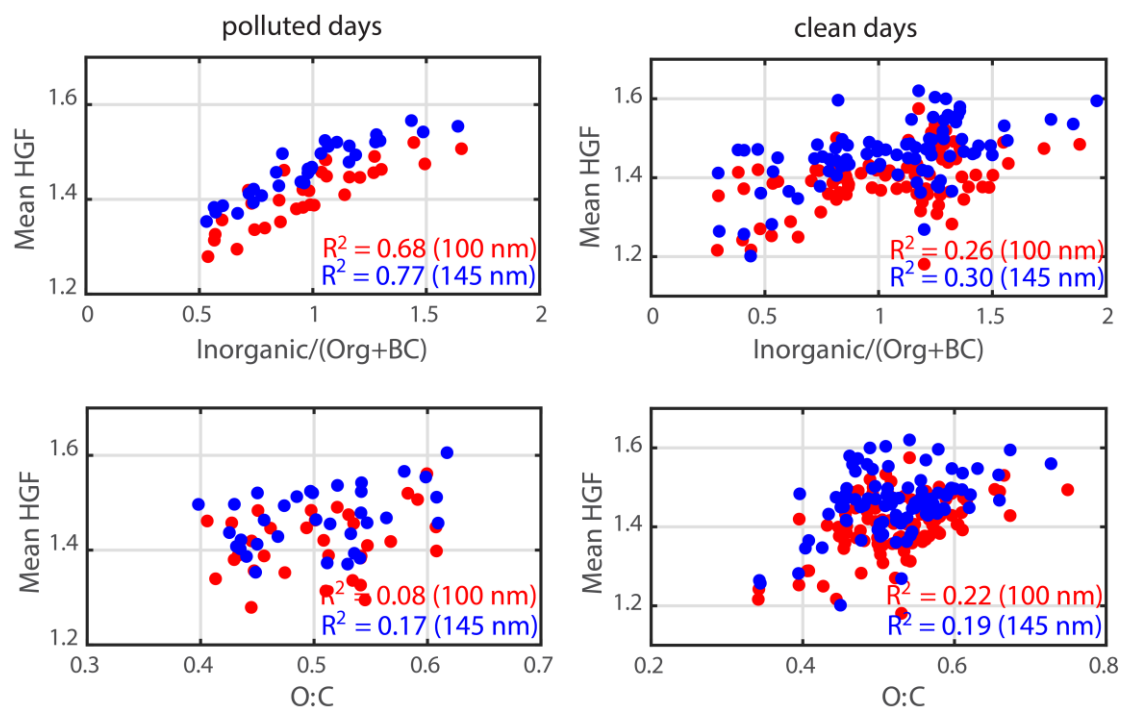 polluted days
clean days
Mean HGF
1.6
1.4
1.2
R² = 0.68 (100 nm)
R² = 0.77 (145 nm)
0
0.5
1
1.5
2
Inorganic/(Org+BC)
Mean HGF
1.6
1.4
1.2
R² = 0.26 (100 nm)
R² = 0.30 (145 nm)
0
0.5
1
1.5
2
Inorganic/(Org+BC)
Mean HGF
1.6
1.4
1.2
R² = 0.08 (100 nm)
R² = 0.17 (145 nm)
0.3
0.4
0.5
0.6
0.7
O:C
Mean HGF
1.6
1.4
1.2
R² = 0.22 (100 nm)
R² = 0.19 (145 nm)
0.2
0.4
0.6
0.8
O:C